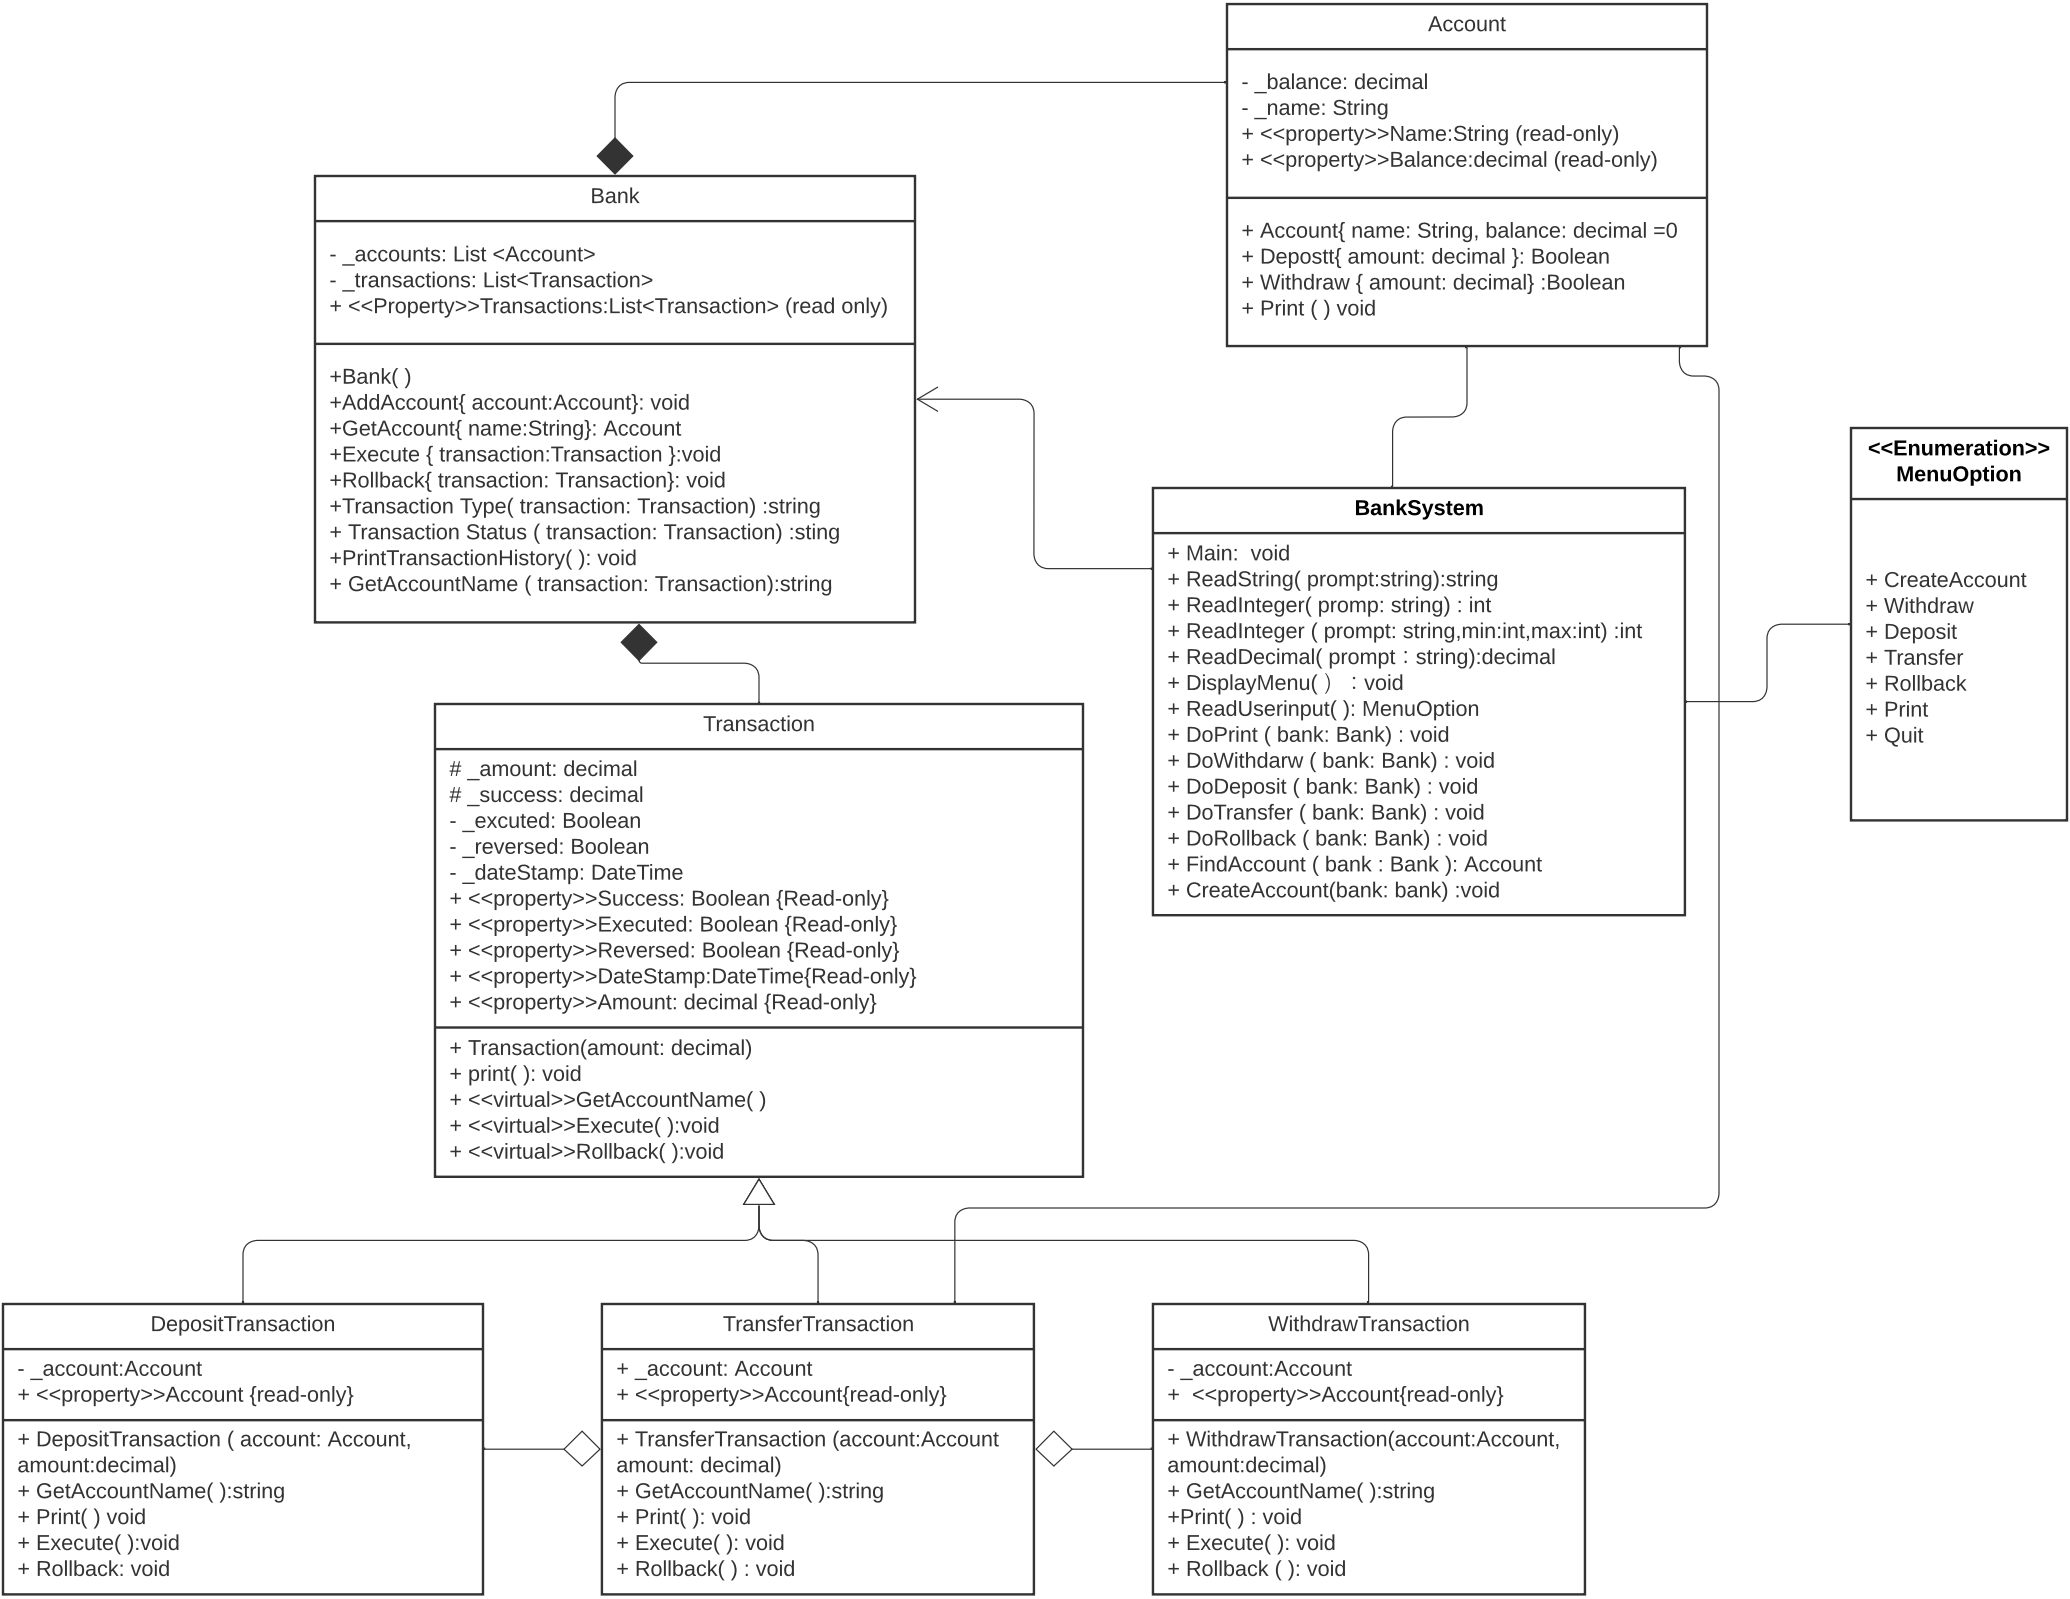 Account
- _balance: decimal
- _name: String
+ <<property>>Name:String (read-only)
+ <<property>>Balance:decimal (read-only)
+ Account{ name: String, balance: decimal =0
+ Depostt{ amount: decimal }: Boolean
+ Withdraw { amount: decimal} :Boolean
+ Print ( ) void
Bank
- _accounts: List <Account>
- _transactions: List<Transaction>
+ <<Property>>Transactions:List<Transaction> (read only)
+Bank( )
+AddAccount{ account:Account}: void
+GetAccount{ name:String}: Account
+Execute { transaction:Transaction }:void
+Rollback{ transaction: Transaction}: void
+Transaction Type( transaction: Transaction) :string
+ Transaction Status ( transaction: Transaction) :sting
+PrintTransactionHistory( ): void
+ GetAccountName ( transaction: Transaction):string
<<Enumeration>>
MenuOption
+ CreateAccount
+ Withdraw
+ Deposit
+ Transfer
+ Rollback
+ Print
+ Quit
BankSystem
+ Main:  void
+ ReadString( prompt:string):string
+ ReadInteger( promp: string) : int
+ ReadInteger ( prompt: string,min:int,max:int) :int
+ ReadDecimal( prompt：string):decimal
+ DisplayMenu( ）：void
+ ReadUserinput( ): MenuOption
+ DoPrint ( bank: Bank) : void
+ DoWithdarw ( bank: Bank) : void
+ DoDeposit ( bank: Bank) : void
+ DoTransfer ( bank: Bank) : void
+ DoRollback ( bank: Bank) : void
+ FindAccount ( bank : Bank ): Account
+ CreateAccount(bank: bank) :void
Transaction
# _amount: decimal
# _success: decimal
- _excuted: Boolean
- _reversed: Boolean
- _dateStamp: DateTime
+ <<property>>Success: Boolean {Read-only}
+ <<property>>Executed: Boolean {Read-only}
+ <<property>>Reversed: Boolean {Read-only}
+ <<property>>DateStamp:DateTime{Read-only}
+ <<property>>Amount: decimal {Read-only}
+ Transaction(amount: decimal)
+ print( ): void
+ <<virtual>>GetAccountName( )
+ <<virtual>>Execute( ):void
+ <<virtual>>Rollback( ):void
DepositTransaction
- _account:Account
+ <<property>>Account {read-only}
+ DepositTransaction ( account: Account,
amount:decimal)
+ GetAccountName( ):string
+ Print( ) void
+ Execute( ):void
+ Rollback: void
TransferTransaction
+ _account: Account
+ <<property>>Account{read-only}
+ TransferTransaction (account:Account
amount: decimal)
+ GetAccountName( ):string
+ Print( ): void
+ Execute( ): void
+ Rollback( ) : void
WithdrawTransaction
- _account:Account
+  <<property>>Account{read-only}
+ WithdrawTransaction(account:Account,
amount:decimal)
+ GetAccountName( ):string
+Print( ) : void
+ Execute( ): void
+ Rollback ( ): void